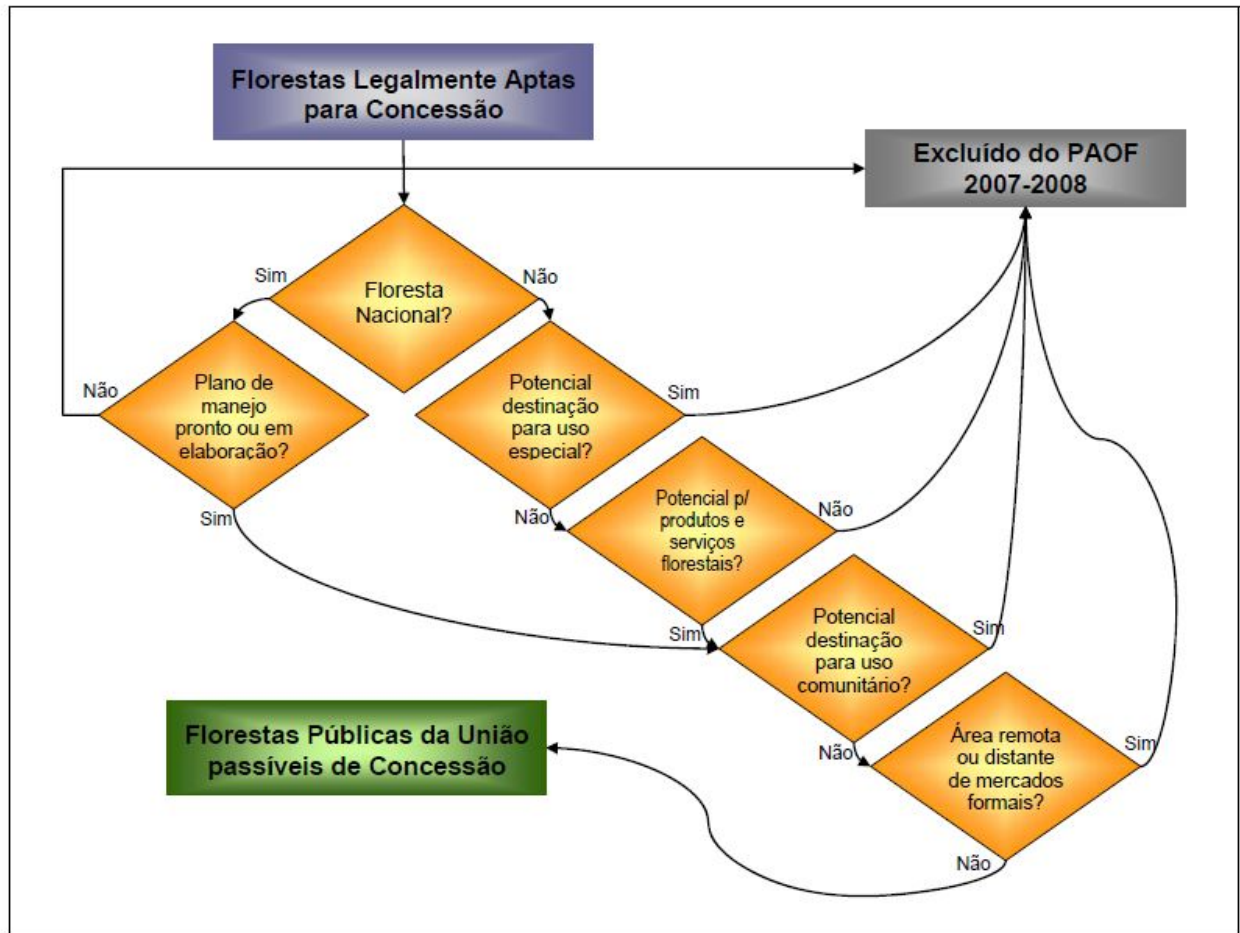 Florestas Legalmente Aptas
para Concessão
Excluído do PAOF
2007-2008
Sim
Não
Floresta
Nacional?
Não
Plano de
manejo
pronto ou em
elaboração?
Potencial
destinação
para uso
especial?
Sim
Sim
Não
Potencial p/
produtos e
serviços
florestais?
Não
Sim
Potencial
destinação
para uso
comunitário?
Sim
Florestas Públicas da União
passíveis de Concessão
Não
Área remota
ou distante
de mercados
formais?
Sim
Não